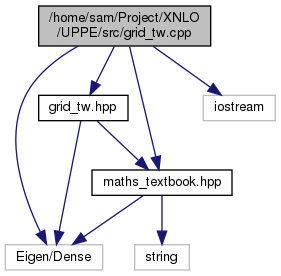 /home/sam/Project/XNLO
/UPPE/src/grid_tw.cpp
grid_tw.hpp
iostream
maths_textbook.hpp
Eigen/Dense
string